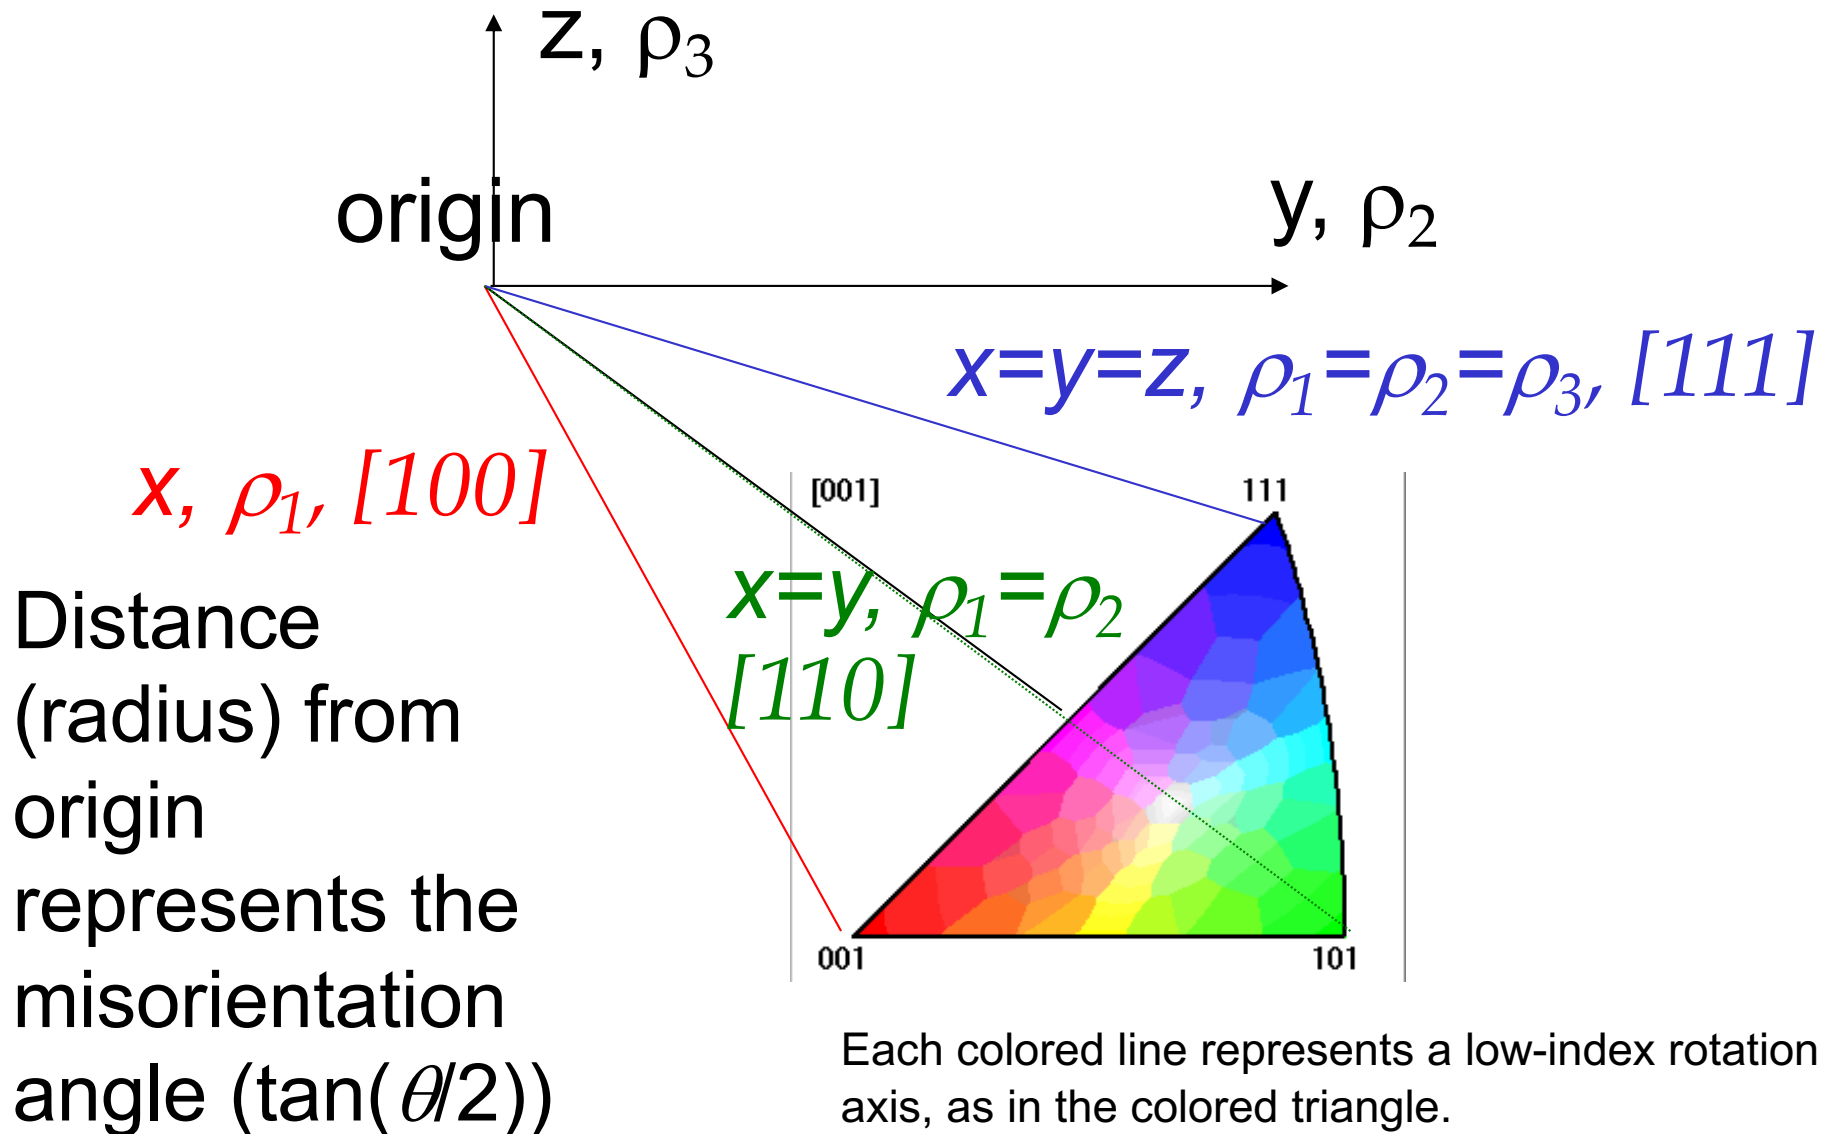 z, ρ₃
origin
y, ρ₂
x=y=z, ρ₁=ρ₂=ρ₃, [111]
x, ρ₁, [100]
[001]
111
x=y, ρ₁=ρ₂
[110]
Distance
(radius) from
origin
represents the
misorientation
angle (tan(θ/2))
001
101
Each colored line represents a low-index rotation
axis, as in the colored triangle.